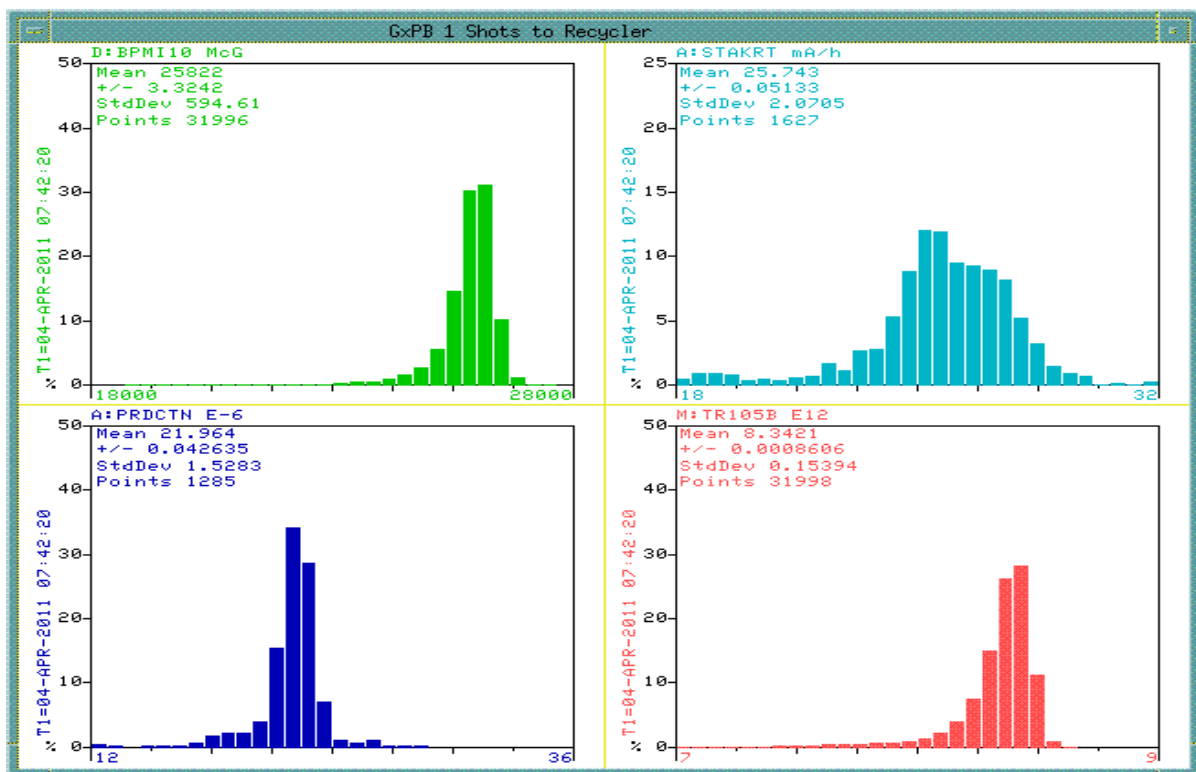 GxPB 1 Shots to Recycler
D:BPMI10 McG
50
Mean 25822
+/- 3.3242
StdDev 594.61
Points 31996
40
30
20
10
% 0
T1=04-APR-2011 07:42:20
18000 28000
A:STAKRT mA/h
25
Mean 25.743
+/- 0.05133
StdDev 2.0705
Points 1627
20
15
10
5
% 0
T1=04-APR-2011 07:42:20
18 32
A:PRDCTN E-6
50
Mean 21.964
+/- 0.042635
StdDev 1.5283
Points 1285
40
30
20
10
% 0
T1=04-APR-2011 07:42:20
12 36
M:TR105B E12
50
Mean 8.3421
+/- 0.0008606
StdDev 0.15394
Points 31998
40
30
20
10
% 0
T1=04-APR-2011 07:42:20
7 9